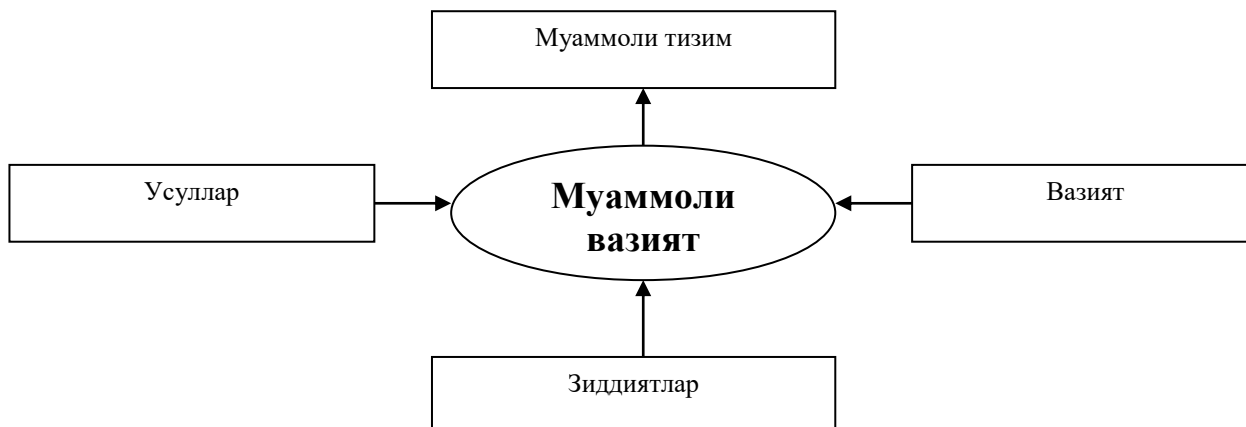 Муаммоли тизим
Усуллар
Муаммоли
вазият
Вазият
Зиддиятлар